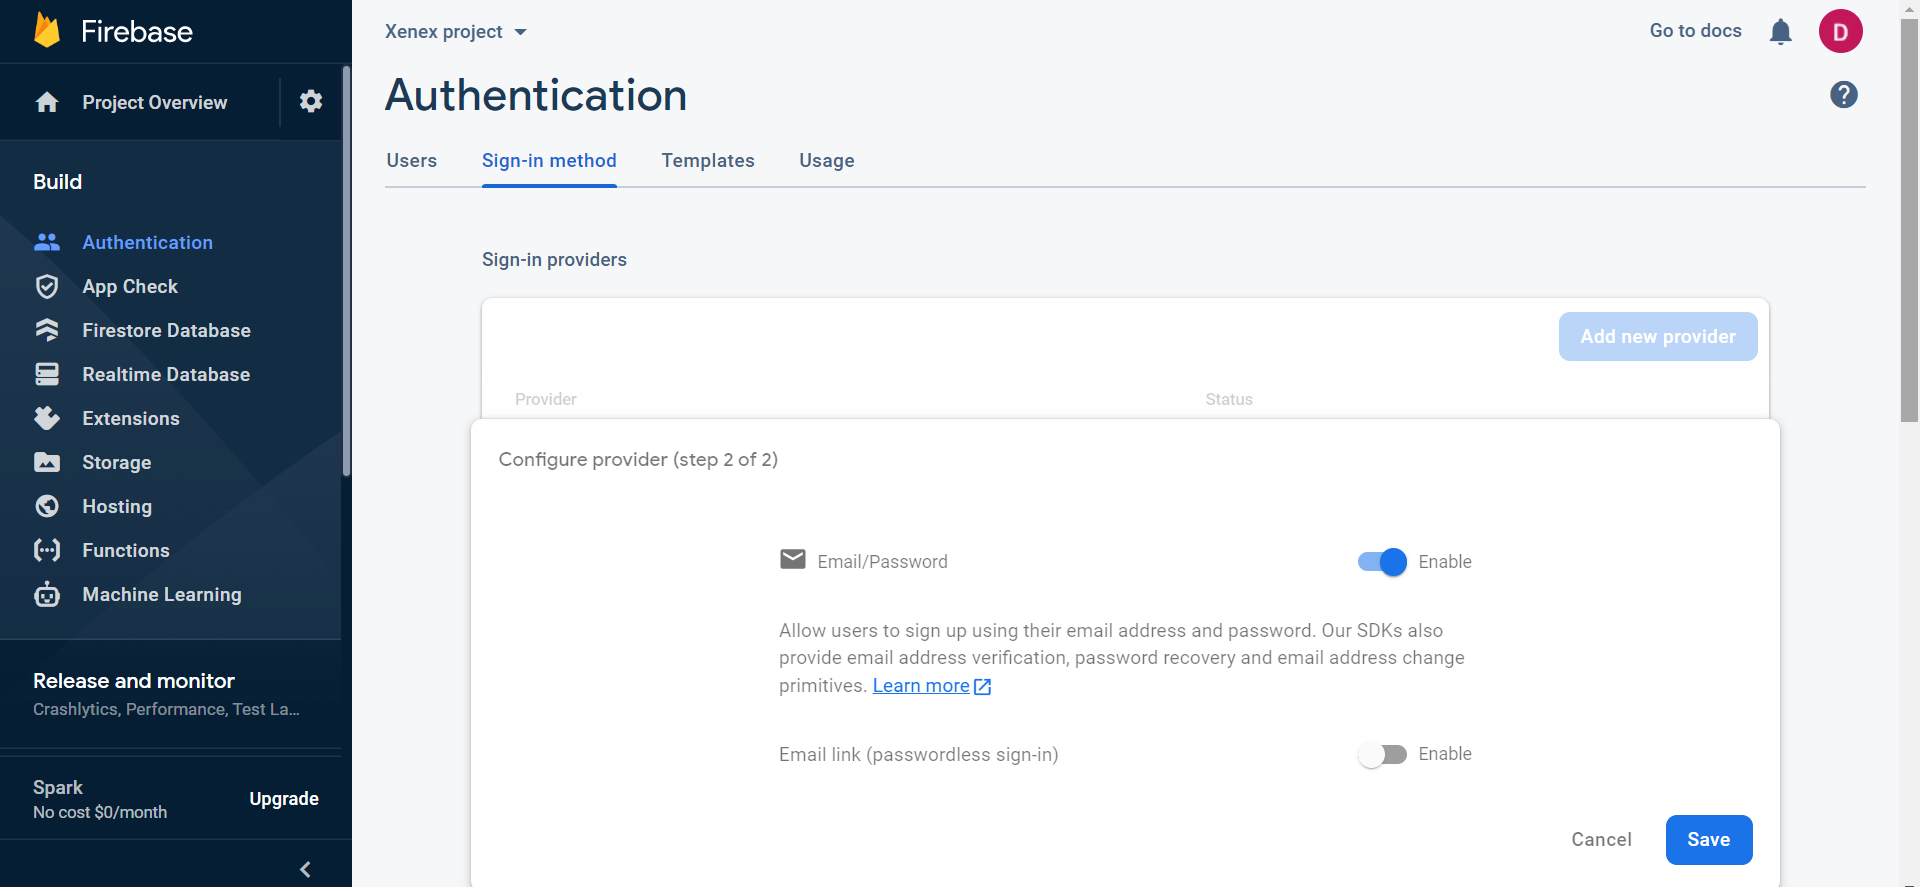 Firebase
Project Overview
Build
Authentication
App Check
Firestore Database
Realtime Database
Extensions
Storage
Hosting
Functions
Machine Learning
Release and monitor
Crashlytics, Performance, Test La...
Spark
No cost $0/month
Upgrade
Xenex project
Go to docs
D
Authentication
?
Users
Sign-in method
Templates
Usage
Sign-in providers
Add new provider
Provider
Status
Configure provider (step 2 of 2)
Email/Password
Enable
Allow users to sign up using their email address and password. Our SDKs also
provide email address verification, password recovery and email address change
primitives. Learn more
Email link (passwordless sign-in)
Enable
Cancel
Save